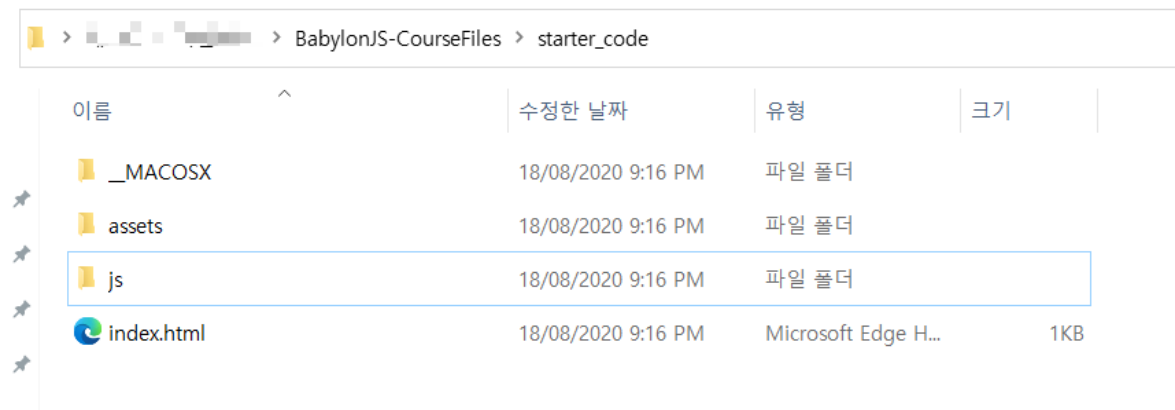 BabylonJS-CourseFiles > starter_code
이름 수정한 날짜 유형 크기
__MACOSX 18/08/2020 9:16 PM 파일 폴더
assets 18/08/2020 9:16 PM 파일 폴더
js 18/08/2020 9:16 PM 파일 폴더
index.html 18/08/2020 9:16 PM Microsoft Edge H... 1KB